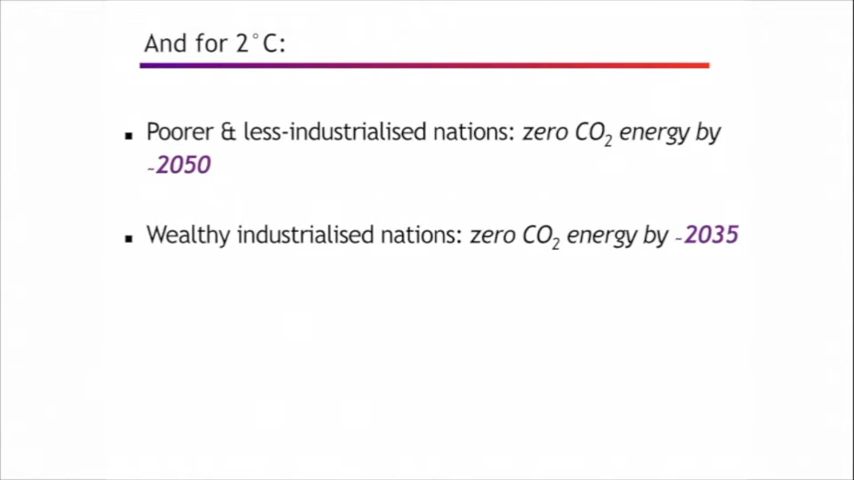 And for 2°C:
▪ Poorer & less-industrialised nations: zero CO₂ energy by
~2050
▪ Wealthy industrialised nations: zero CO₂ energy by ~2035